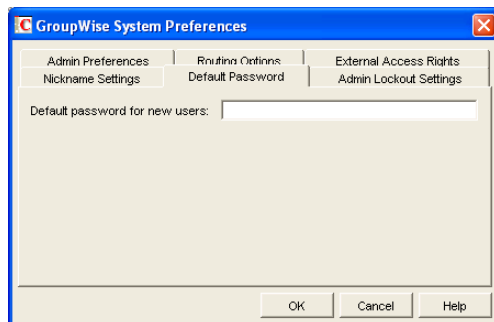 GroupWise System Preferences
Admin Preferences Routing Options External Access Rights
Nickname Settings Default Password Admin Lockout Settings
Default password for new users:
OK Cancel Help